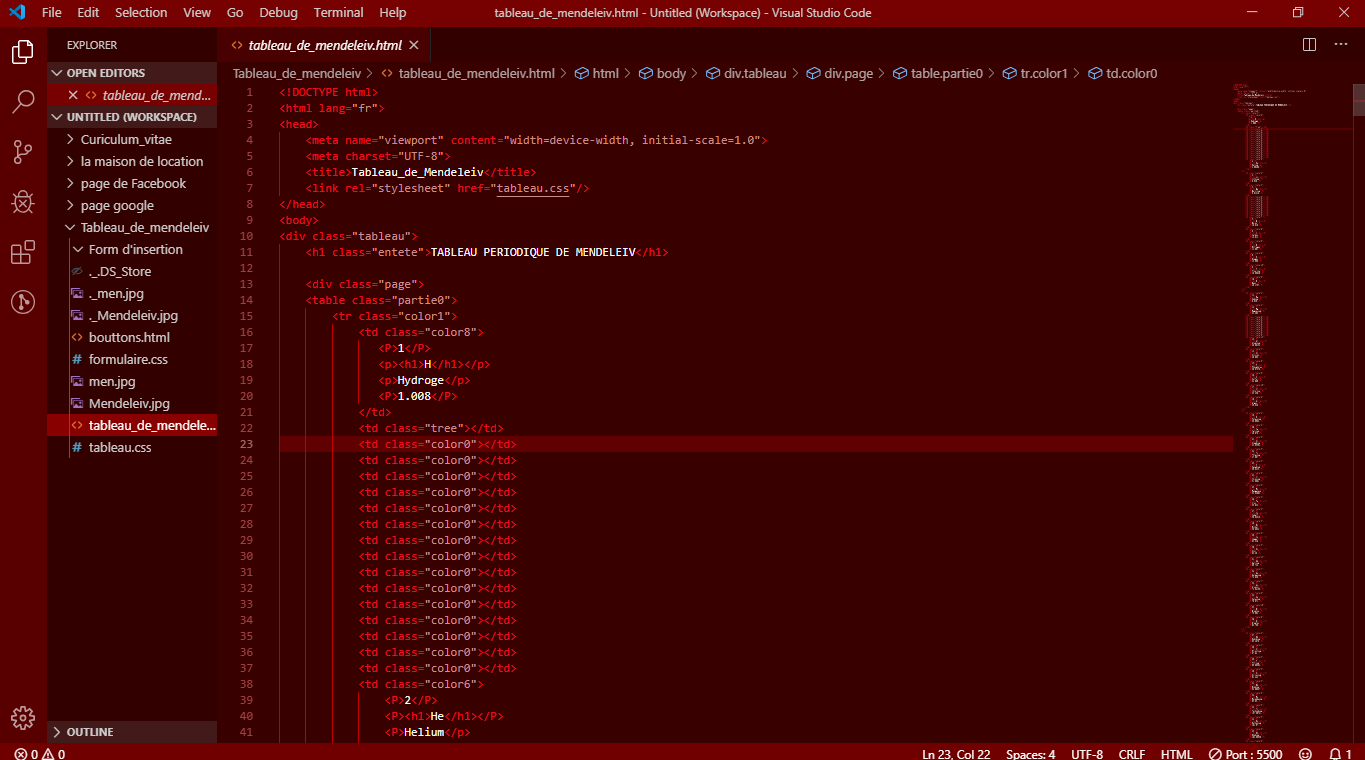 File Edit Selection View Go Debug Terminal Help tableau_de_mendeleiv.html - Untitled (Workspace) - Visual Studio Code
EXPLORER
OPEN EDITORS
tableau_de_mend...
UNTITLED (WORKSPACE)
Curiculum_vitae
la maison de location
page de Facebook
page google
Tableau_de_mendeleiv
Form d'insertion
._.DS_Store
._men.jpg
._Mendeleiv.jpg
bouttons.html
formulaire.css
men.jpg
Mendeleiv.jpg
tableau_de_mendele...
tableau.css
OUTLINE
tableau_de_mendeleiv.html
Tableau_de_mendeleiv > tableau_de_mendeleiv.html > html > body > div.tableau > div.page > table.partie0 > tr.color1 > td.color0
1 <!DOCTYPE html>
2 <html lang="fr">
3 <head>
4 <meta name="viewport" content="width=device-width, initial-scale=1.0">
5 <meta charset="UTF-8">
6 <title>Tableau_de_Mendeleiv</title>
7 <link rel="stylesheet" href="tableau.css"/>
8 </head>
9 <body>
10 <div class="tableau">
11 <h1 class="entete">TABLEAU PERIODIQUE DE MENDELEIV</h1>
12
13 <div class="page">
14 <table class="partie0">
15 <tr class="color1">
16 <td class="color8">
17 <P>1</P>
18 <p><h1>H</h1></p>
19 <p>Hydroge</p>
20 <P>1.008</P>
21 </td>
22 <td class="tree"></td>
23 <td class="color0"></td>
24 <td class="color0"></td>
25 <td class="color0"></td>
26 <td class="color0"></td>
27 <td class="color0"></td>
28 <td class="color0"></td>
29 <td class="color0"></td>
30 <td class="color0"></td>
31 <td class="color0"></td>
32 <td class="color0"></td>
33 <td class="color0"></td>
34 <td class="color0"></td>
35 <td class="color0"></td>
36 <td class="color0"></td>
37 <td class="color0"></td>
38 <td class="color6">
39 <P>2</P>
40 <P><h1>He</h1></P>
41 <P>Helium</p>
0 0 Ln 23, Col 22 Spaces: 4 UTF-8 CRLF HTML Port : 5500 1